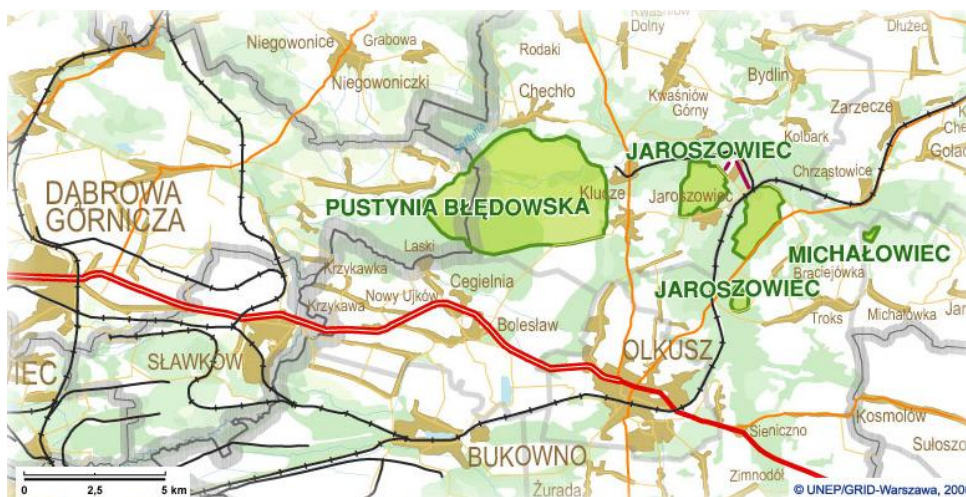 Kwaśniów
Dolny
Dłużec
Niegowonice
Grabowa
Rodaki
Bydlin
Niegowoniczki
Chechło
Kwaśniów
Górny
Zarzecze
Kolbark
JAROSZOWIEC
Chrząstowice
DĄBROWA
GÓRNICZA
Klucze
Jaroszowiec
PUSTYNIA BŁĘDOWSKA
Laski
MICHAŁOWIEC
Krzykawka
Cegielnia
Braciejówka
JAROSZOWIEC
Krzykawa
Nowy Ujków
Bolesław
Troks
Michałówka
SŁAWKÓW
OLKUSZ
Kosmolów
Sieniczno
BUKOWNO
Zimnodół
Żurada
0 2,5 5 km
© UNEP/GRID-Warszawa, 200